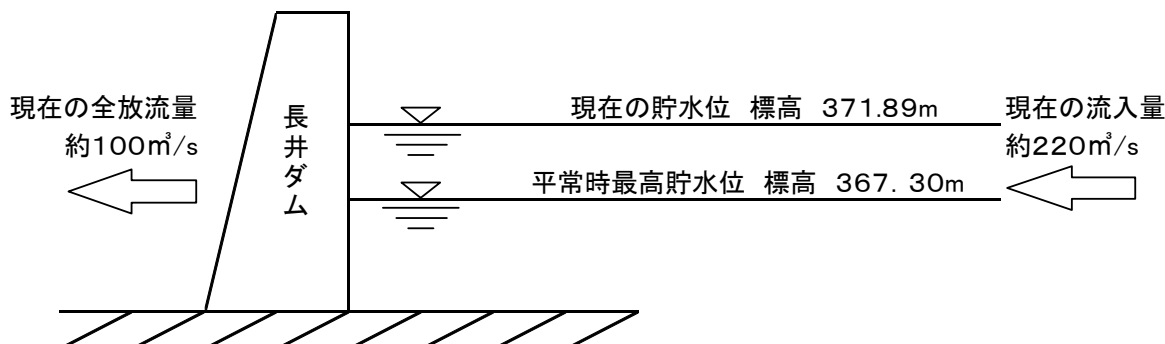 現在の全放流量
約100㎥/s
長井ダム
現在の貯水位 標高 371.89m
平常時最高貯水位 標高 367.30m
現在の流入量
約220㎥/s